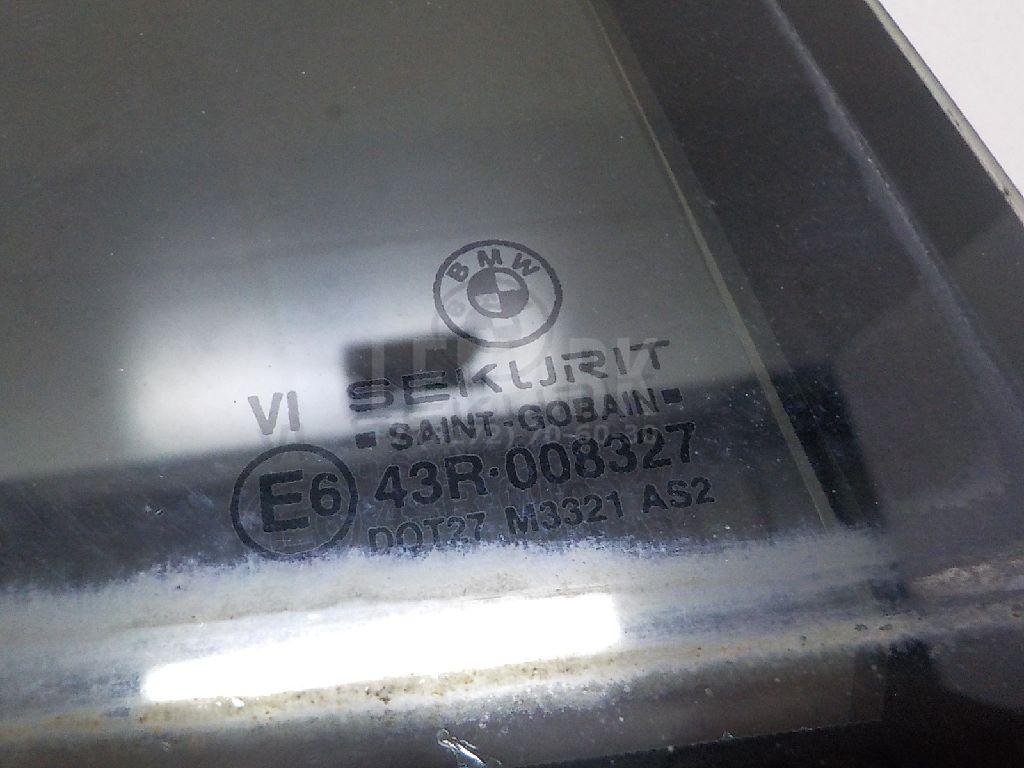 BMW
SEKURIT
VI
SAINT-GOBAIN
E6 43R-008327
DOT27 M3321 AS2